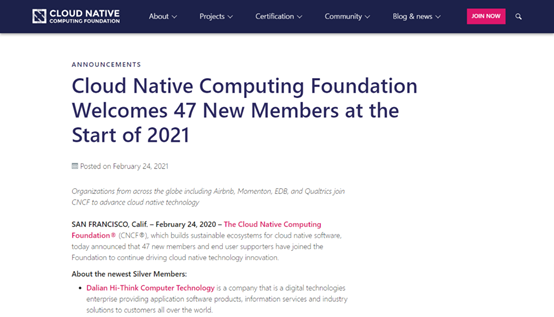 CLOUD NATIVE
COMPUTING FOUNDATION
About Projects Certification Community Blog & news JOIN NOW
ANNOUNCEMENTS
Cloud Native Computing Foundation
Welcomes 47 New Members at the
Start of 2021
Posted on February 24, 2021
Organizations from across the globe including Airbnb, Momenton, EDB, and Qualtrics join
CNCF to advance cloud native technology
SAN FRANCISCO, Calif. – February 24, 2020 – The Cloud Native Computing
Foundation® (CNCF®), which builds sustainable ecosystems for cloud native software,
today announced that 47 new members and end user supporters have joined the
Foundation to continue driving cloud native technology innovation.
About the newest Silver Members:
• Dalian Hi-Think Computer Technology is a company that is a digital technologies
enterprise providing application software products, information services and industry
solutions to customers all over the world.